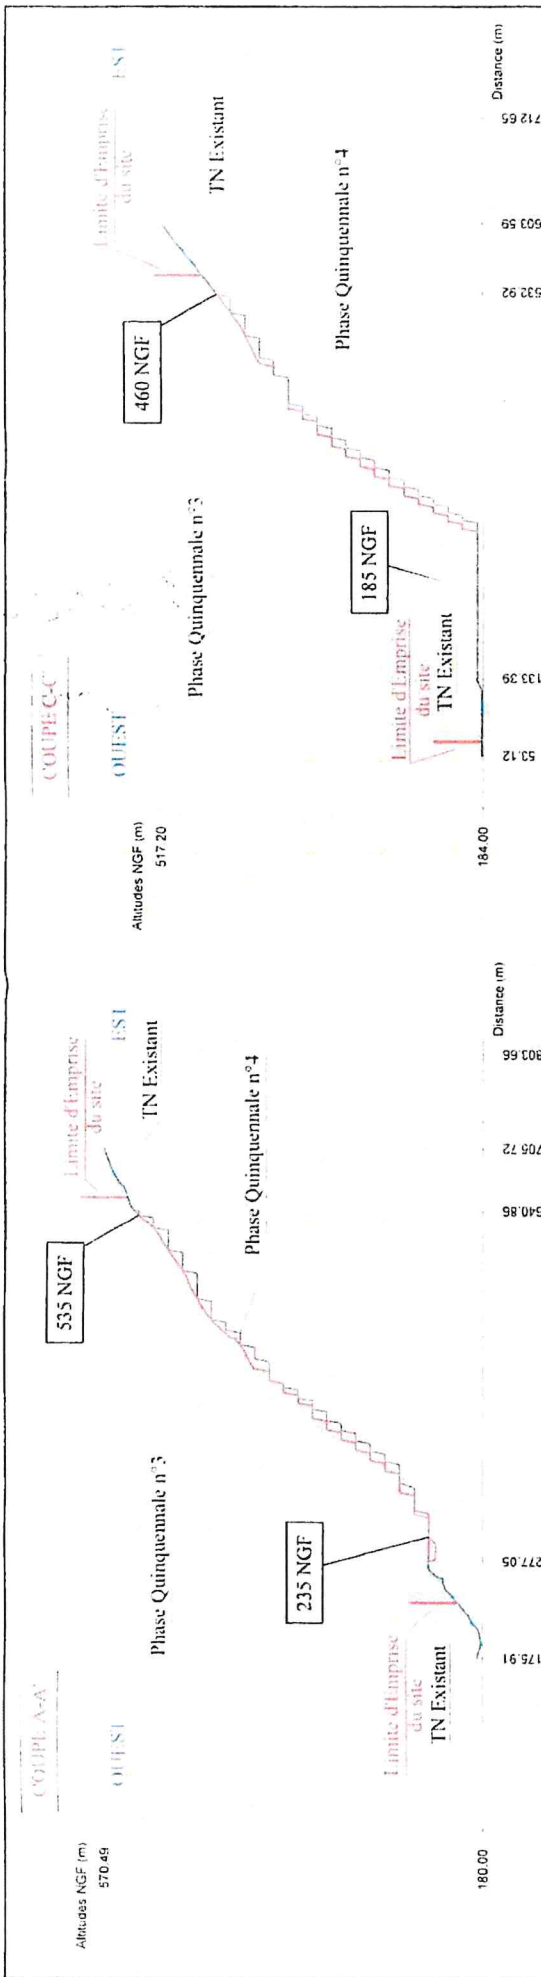 COUPE A-A'
Altitudes NGF (m)
570.49
180.00
OUEST
EST
Limite d'Emprise
du site
TN Existant
535 NGF
Phase Quinquennale n°3
Phase Quinquennale n°4
235 NGF
Limite d'Emprise
du site
TN Existant
175.91
277.05
640.86
705.72
803.66
Distance (m)
COUPE C-C'
Altitudes NGF (m)
517.20
184.00
OUEST
EST
Limite d'Emprise
du site
TN Existant
460 NGF
Phase Quinquennale n°3
Phase Quinquennale n°4
185 NGF
Limite d'Emprise
du site
TN Existant
53.12
133.39
532.92
603.59
712.65
Distance (m)